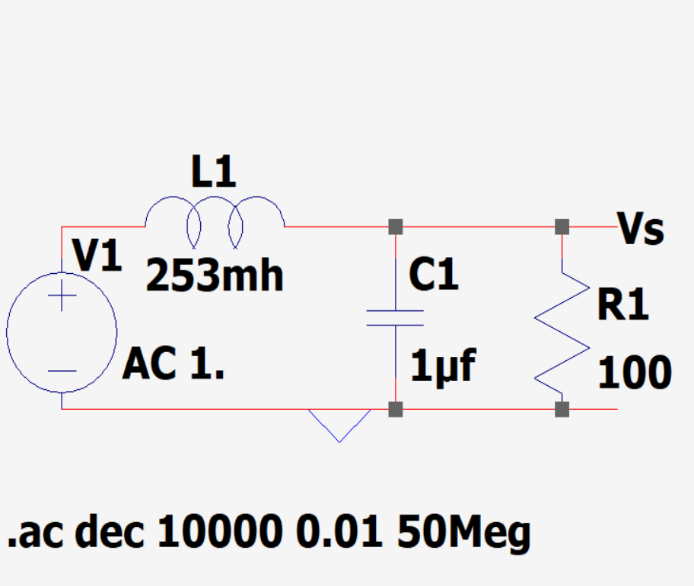 L1
Vs
V1
253mh
C1
R1
AC 1.
1µf
100
.ac dec 10000 0.01 50Meg